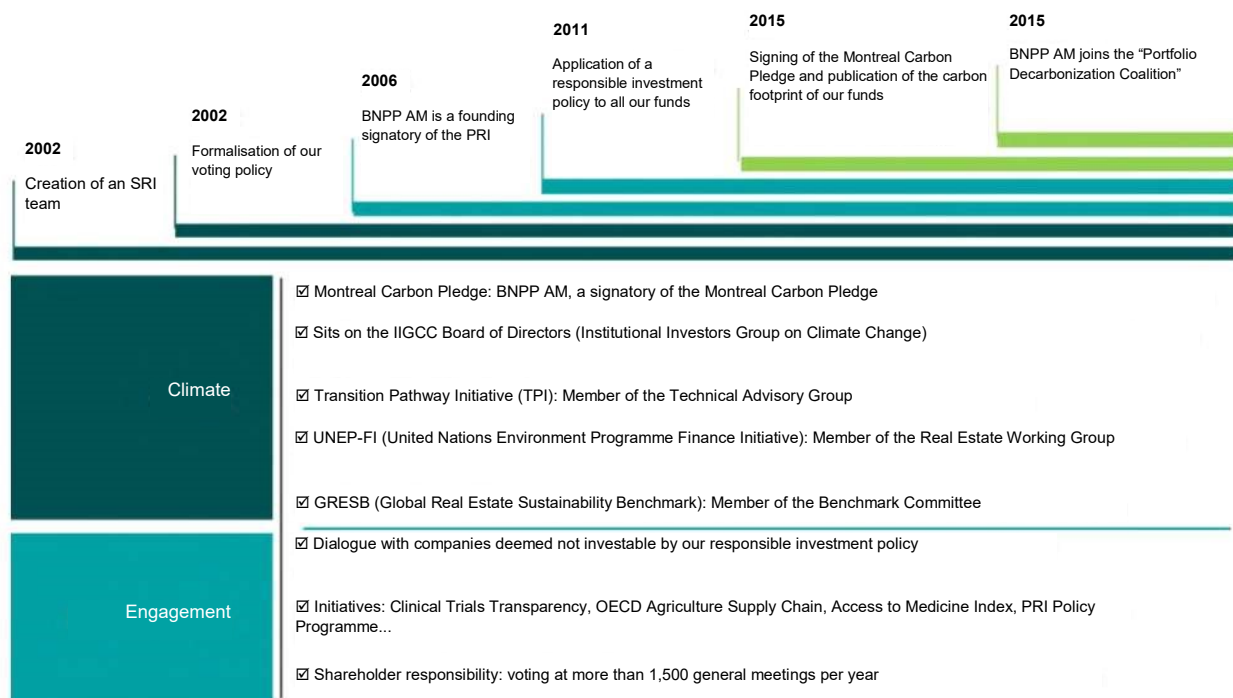 2002
Creation of an SRI
team
2002
Formalisation of our
voting policy
2006
BNPP AM is a founding
signatory of the PRI
2011
Application of a
responsible investment
policy to all our funds
2015
Signing of the Montreal Carbon
Pledge and publication of the carbon
footprint of our funds
2015
BNPP AM joins the “Portfolio
Decarbonization Coalition”
Climate
☑ Montreal Carbon Pledge: BNPP AM, a signatory of the Montreal Carbon Pledge
☑ Sits on the IIGCC Board of Directors (Institutional Investors Group on Climate Change)
☑ Transition Pathway Initiative (TPI): Member of the Technical Advisory Group
☑ UNEP-FI (United Nations Environment Programme Finance Initiative): Member of the Real Estate Working Group
☑ GRESB (Global Real Estate Sustainability Benchmark): Member of the Benchmark Committee
Engagement
☑ Dialogue with companies deemed not investable by our responsible investment policy
☑ Initiatives: Clinical Trials Transparency, OECD Agriculture Supply Chain, Access to Medicine Index, PRI Policy
Programme...
☑ Shareholder responsibility: voting at more than 1,500 general meetings per year